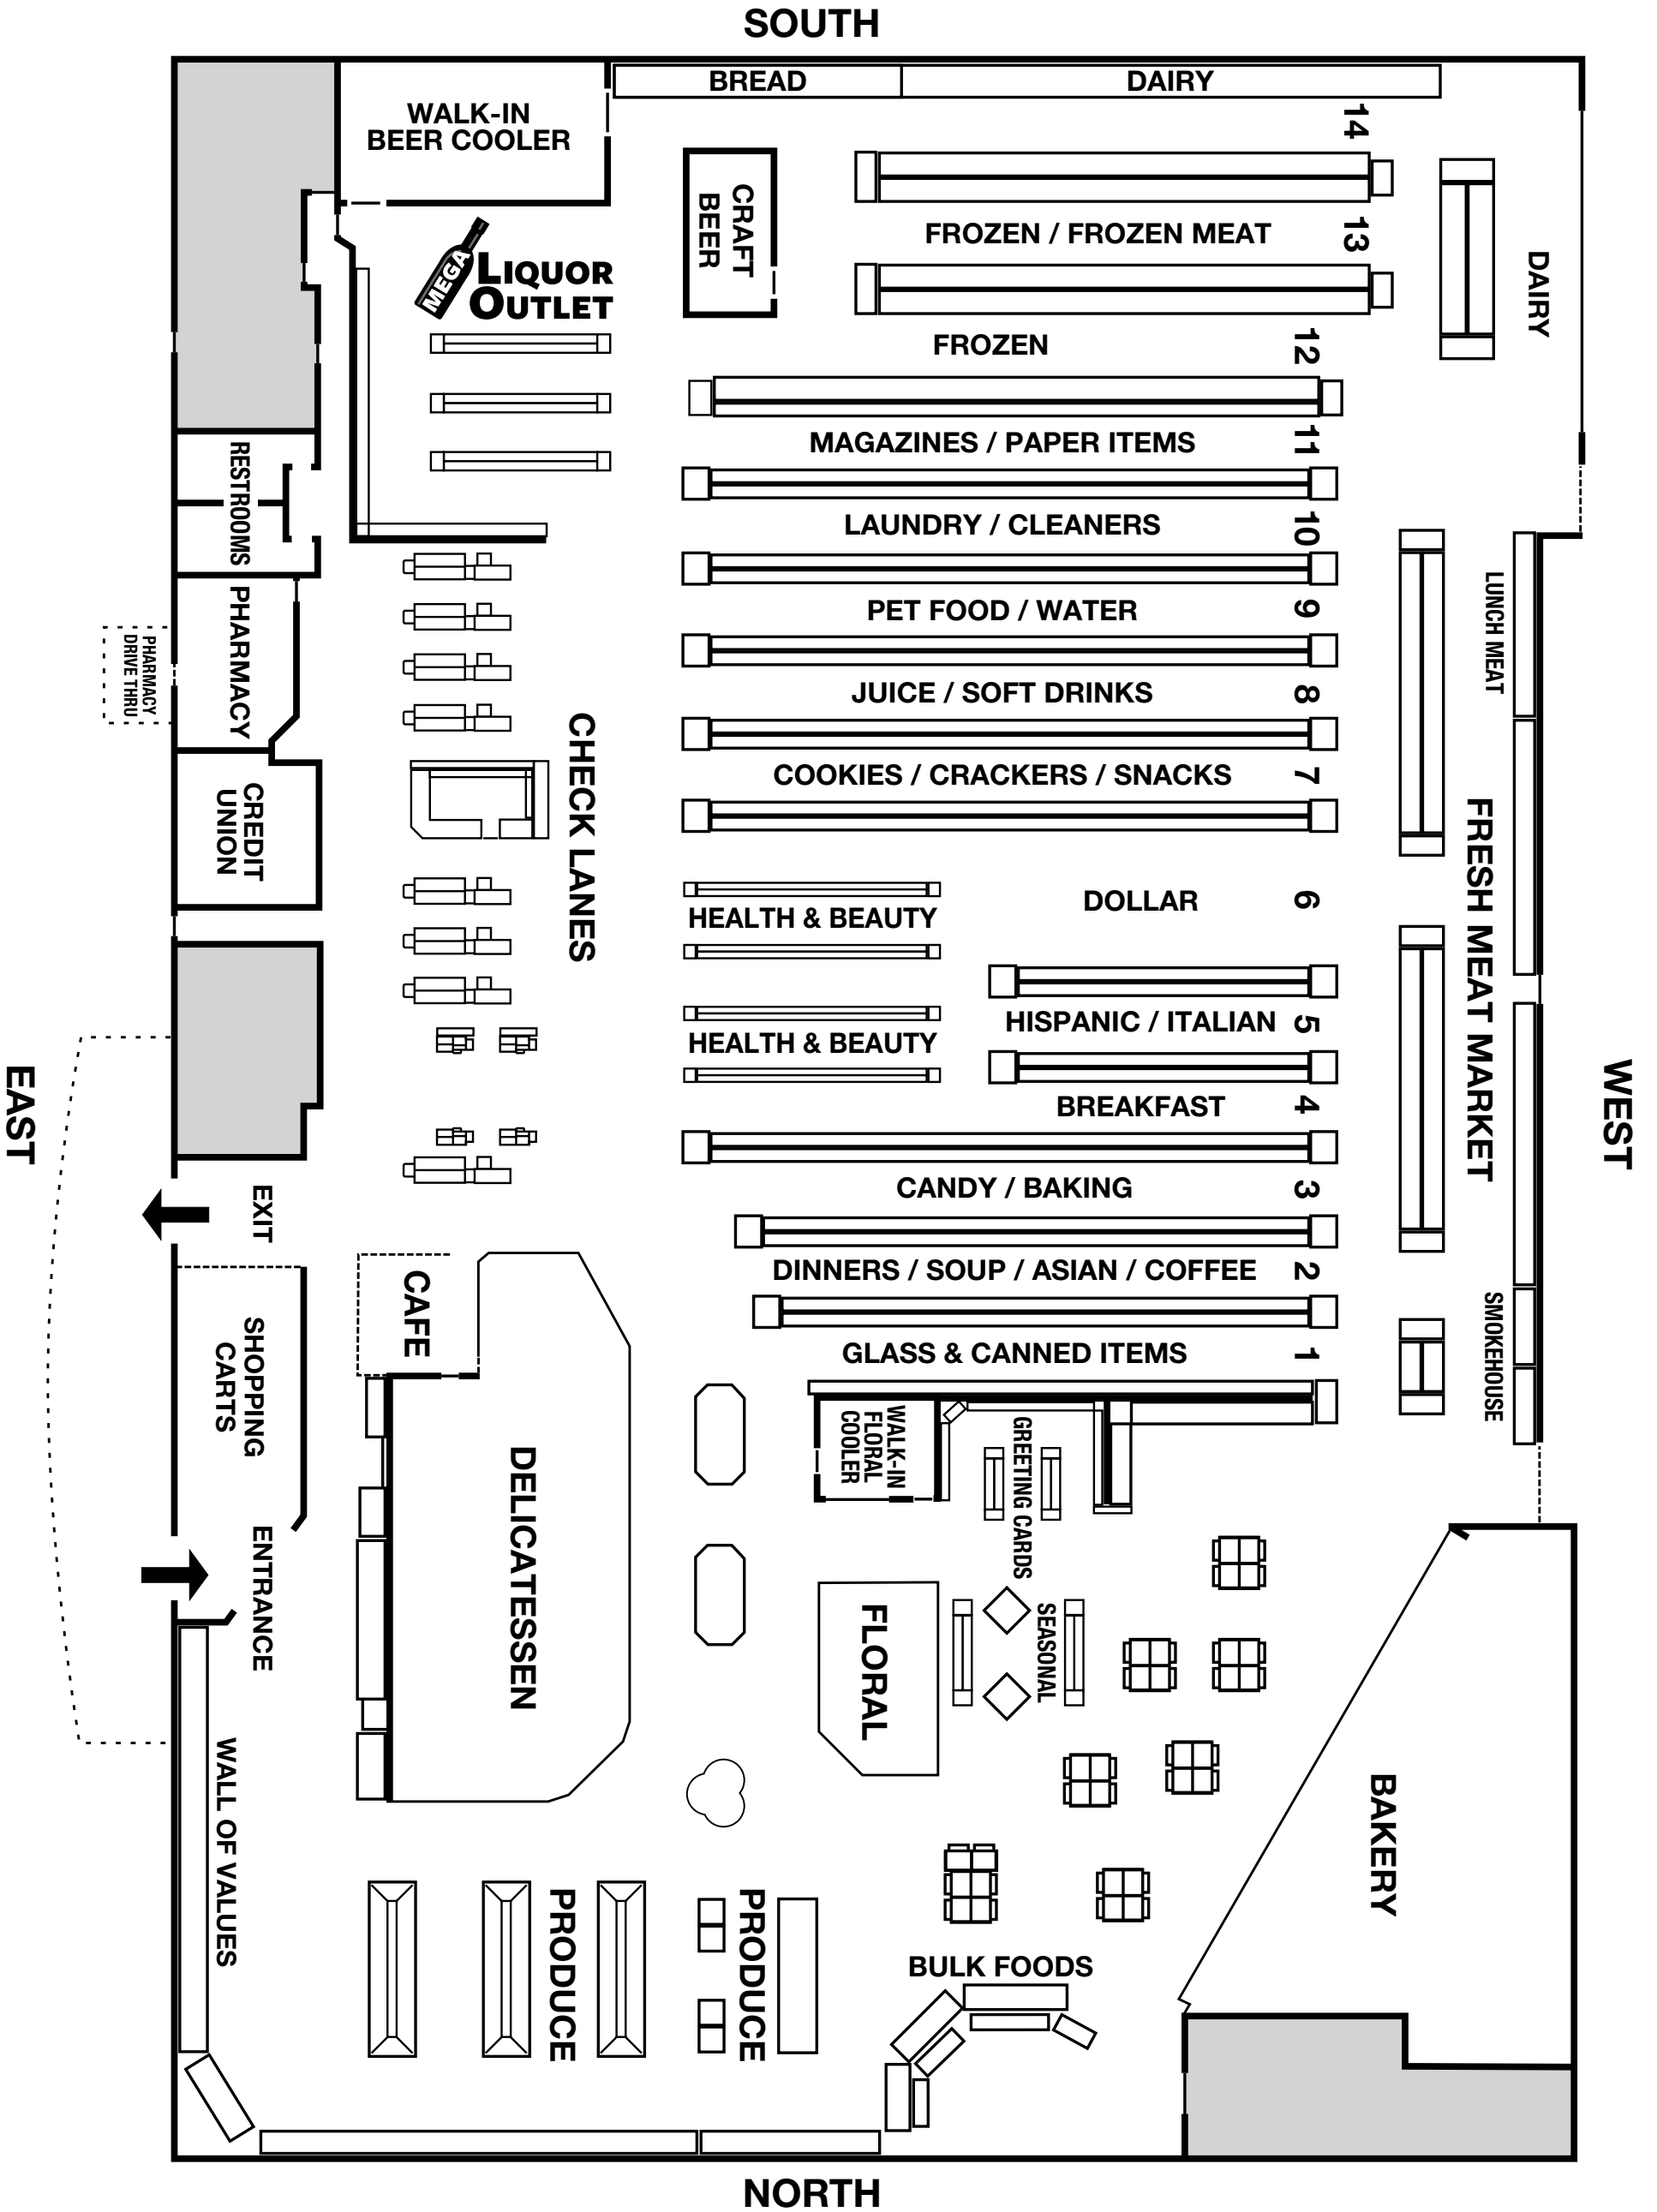 SOUTH
BREAD
DAIRY
WALK-IN
BEER COOLER
14
CRAFT
BEER
MEGA
LIQUOR
OUTLET
FROZEN / FROZEN MEAT
13
DAIRY
FROZEN
12
MAGAZINES / PAPER ITEMS
11
RESTROOMS
LAUNDRY / CLEANERS
10
PET FOOD / WATER
9
LUNCH MEAT
PHARMACY
PHARMACY
DRIVE THRU
JUICE / SOFT DRINKS
8
CHECK LANES
COOKIES / CRACKERS / SNACKS
7
CREDIT
UNION
FRESH MEAT MARKET
DOLLAR
6
HEALTH & BEAUTY
HISPANIC / ITALIAN
5
HEALTH & BEAUTY
EAST
WEST
BREAKFAST
4
CANDY / BAKING
3
EXIT
DINNERS / SOUP / ASIAN / COFFEE
2
CAFE
SMOKEHOUSE
SHOPPING
CARTS
GLASS & CANNED ITEMS
1
WALK-IN
FLORAL
COOLER
GREETING CARDS
DELICATESSEN
ENTRANCE
FLORAL
SEASONAL
WALL OF VALUES
BAKERY
PRODUCE
PRODUCE
BULK FOODS
NORTH